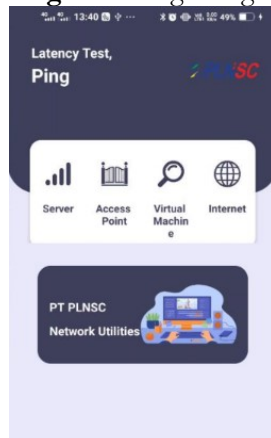 13:40
49%
Latency Test,
Ping
PLNSC
Server
Access
Point
Virtual
Machin
e
Internet
PT PLNSC
Network Utilities